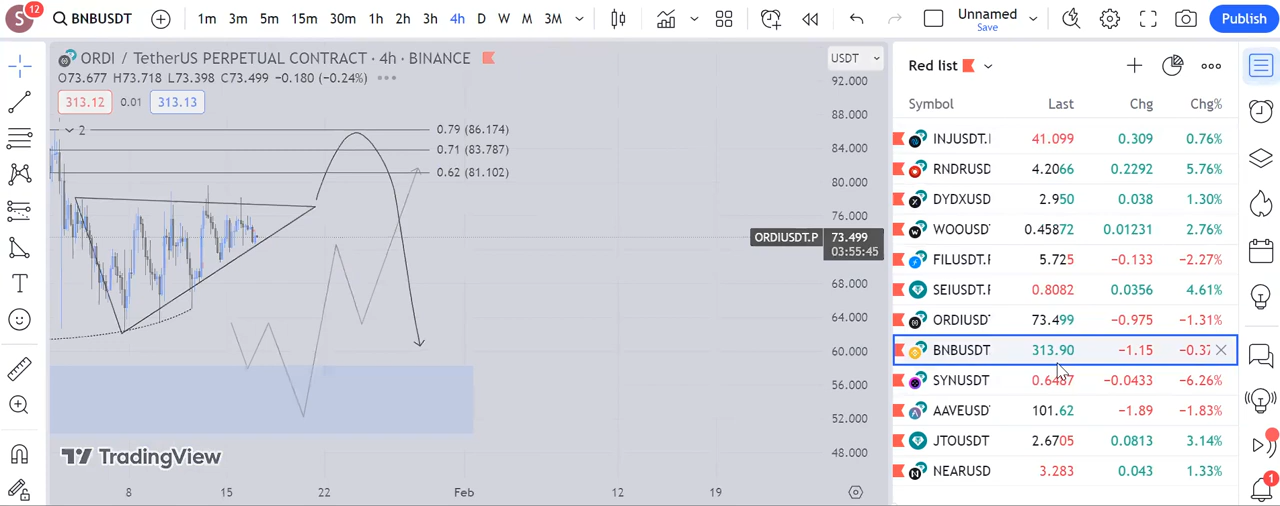 S 12 BNBUSDT 1m 3m 5m 15m 30m 1h 2h 3h 4h D W M 3M Unnamed Save Publish
ORDI / TetherUS PERPETUAL CONTRACT · 4h · BINANCE
O73.677 H73.718 L73.398 C73.499 −0.180 (−0.24%)
313.12 0.01 313.13
2
0.79 (86.174)
0.71 (83.787)
0.62 (81.102)
USDT
92.000
88.000
84.000
80.000
76.000
ORDIUSDT.P 73.499
03:55:45
68.000
64.000
60.000
56.000
52.000
48.000
TradingView
8 15 22 Feb 12 19
Red list
Symbol Last Chg Chg%
INJUSDT. 41.099 0.309 0.76%
RNDRUSD 4.2066 0.2292 5.76%
DYDXUSD 2.950 0.038 1.30%
WOOUSD 0.45872 0.01231 2.76%
FILUSDT. 5.725 −0.133 −2.27%
SEIUSDT. 0.8082 0.0356 4.61%
ORDIUSD 73.499 −0.975 −1.31%
BNBUSDT 313.90 −1.15 −0.37
SYNUSDT 0.6487 −0.0433 −6.26%
AAVEUSD 101.62 −1.89 −1.83%
JTOUSDT 2.6705 0.0813 3.14%
NEARUSD 3.283 0.043 1.33%
1